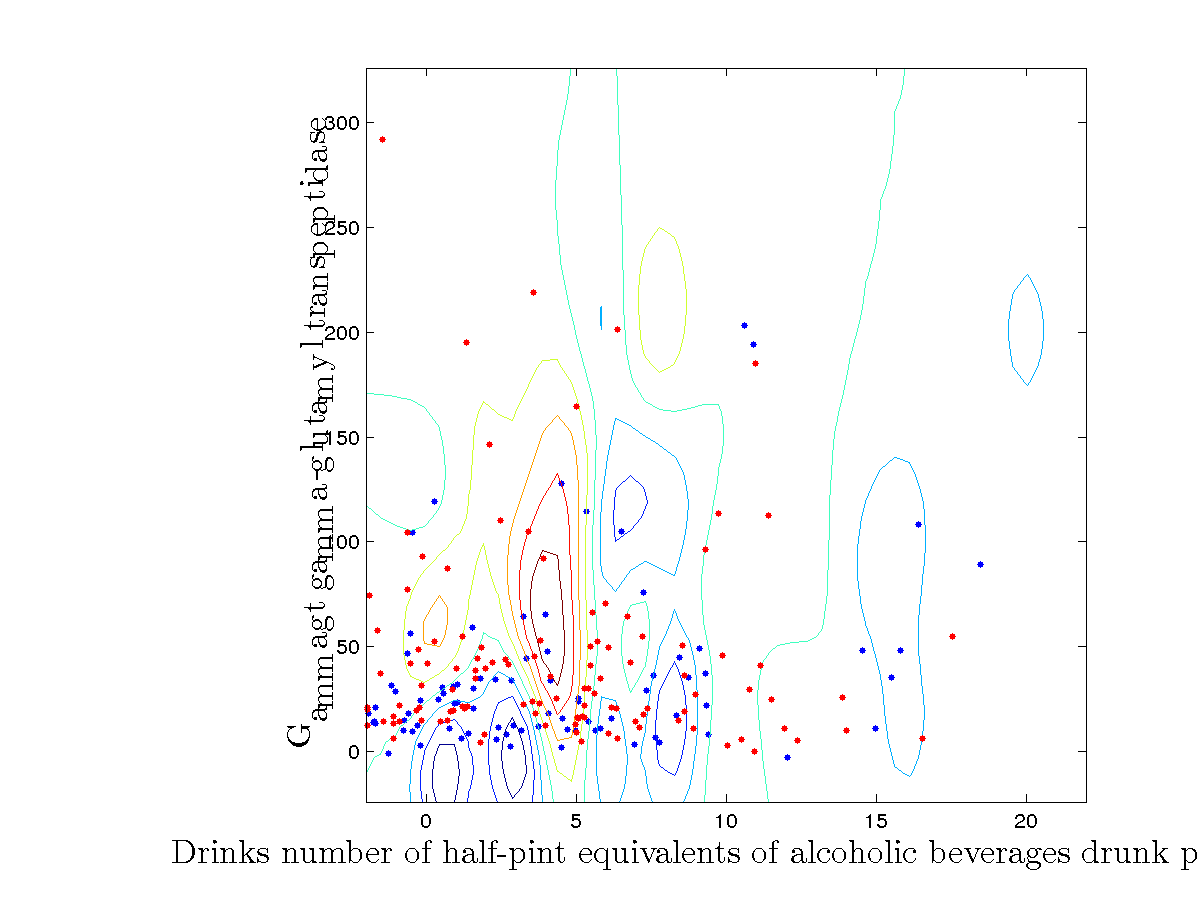 300
250
200
150
100
50
0
Gammagt gamma-glutamyl transpeptidase
0 5 10 15 20
Drinks number of half-pint equivalents of alcoholic beverages drunk p